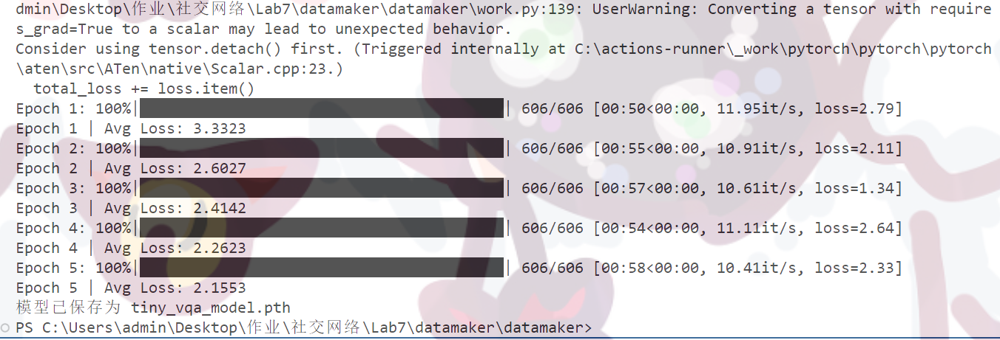 dmin\Desktop\作业\社交网络\Lab7\datamaker\datamaker\work.py:139: UserWarning: Converting a tensor with require
s_grad=True to a scalar may lead to unexpected behavior.
Consider using tensor.detach() first. (Triggered internally at C:\actions-runner\_work\pytorch\pytorch\pytorch
\aten\src\ATen\native\Scalar.cpp:23.)
  total_loss += loss.item()
Epoch 1: 100%|██████████| 606/606 [00:50<00:00, 11.95it/s, loss=2.79]
Epoch 1 | Avg Loss: 3.3323
Epoch 2: 100%|██████████| 606/606 [00:55<00:00, 10.91it/s, loss=2.11]
Epoch 2 | Avg Loss: 2.6027
Epoch 3: 100%|██████████| 606/606 [00:57<00:00, 10.61it/s, loss=1.34]
Epoch 3 | Avg Loss: 2.4142
Epoch 4: 100%|██████████| 606/606 [00:54<00:00, 11.11it/s, loss=2.64]
Epoch 4 | Avg Loss: 2.2623
Epoch 5: 100%|██████████| 606/606 [00:58<00:00, 10.41it/s, loss=2.33]
Epoch 5 | Avg Loss: 2.1553
模型已保存为 tiny_vqa_model.pth
PS C:\Users\admin\Desktop\作业\社交网络\Lab7\datamaker\datamaker>